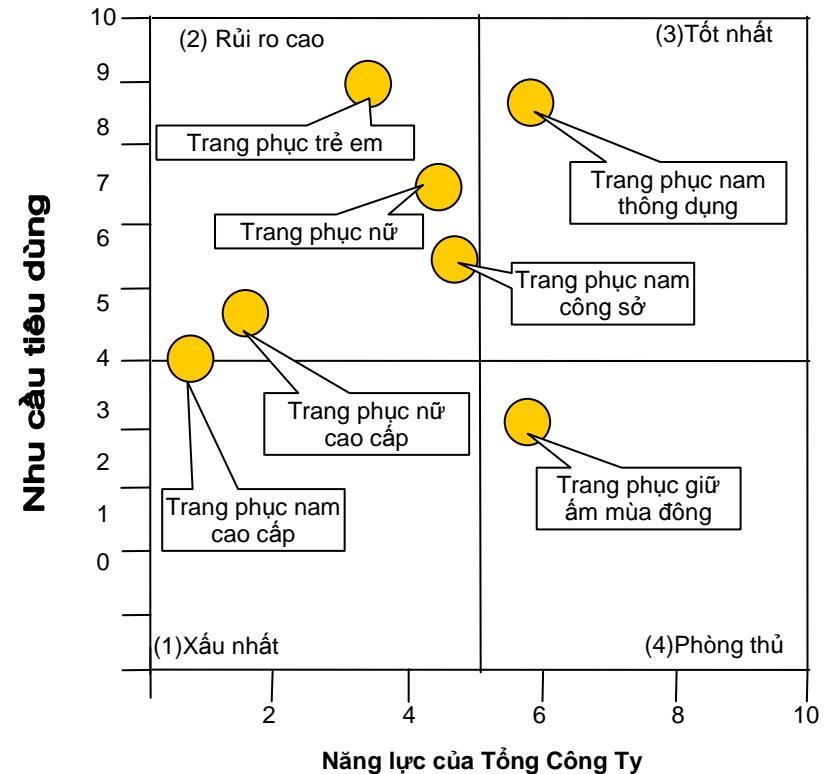 10
(2) Rủi ro cao
(3)Tốt nhất
9
8
Trang phục trẻ em
7
Trang phục nam
thông dụng
6
Trang phục nữ
Nhu cầu tiêu dùng
5
Trang phục nam
công sở
4
3
Trang phục nữ
cao cấp
2
Trang phục giữ
ấm mùa đông
1
Trang phục nam
cao cấp
0
(1)Xấu nhất
(4)Phòng thủ
2
4
6
8
10
Năng lực của Tổng Công Ty